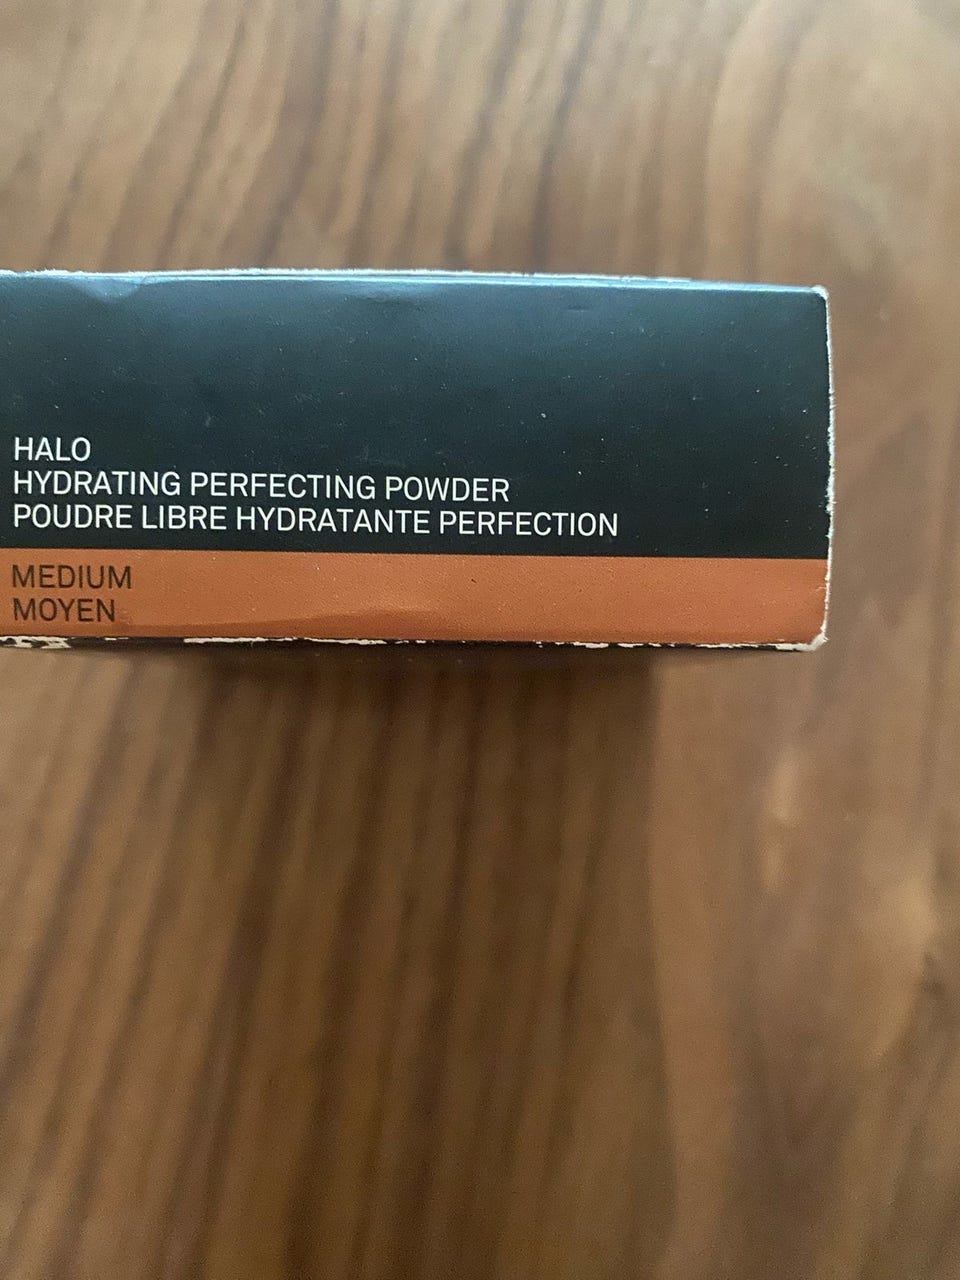 HALO
HYDRATING PERFECTING POWDER
POUDRE LIBRE HYDRATANTE PERFECTION
MEDIUM
MOYEN